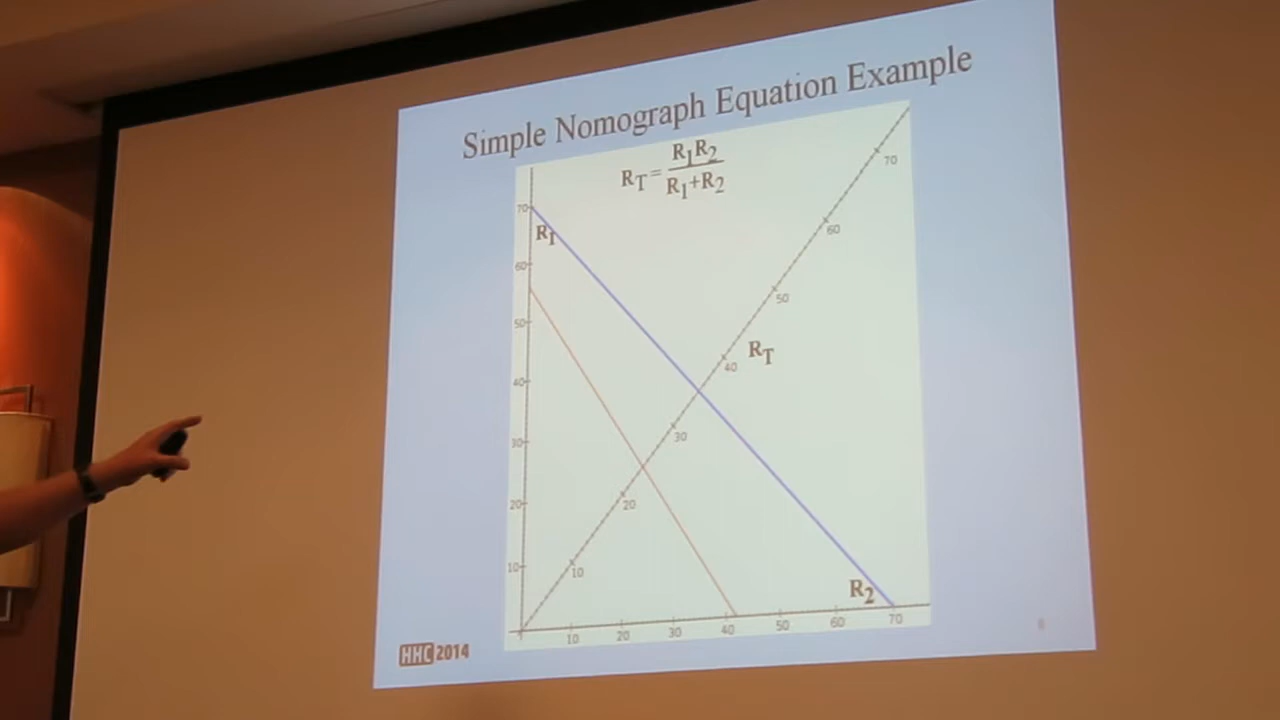 Simple Nomograph Equation Example
R_T = R_1R_2 / R_1+R_2
70
R_1
60
50
40
30
20
10
10
20
30
40
50
60
70
R_T
R_2
10 20 30 40 50 60 70
HHC 2014
8